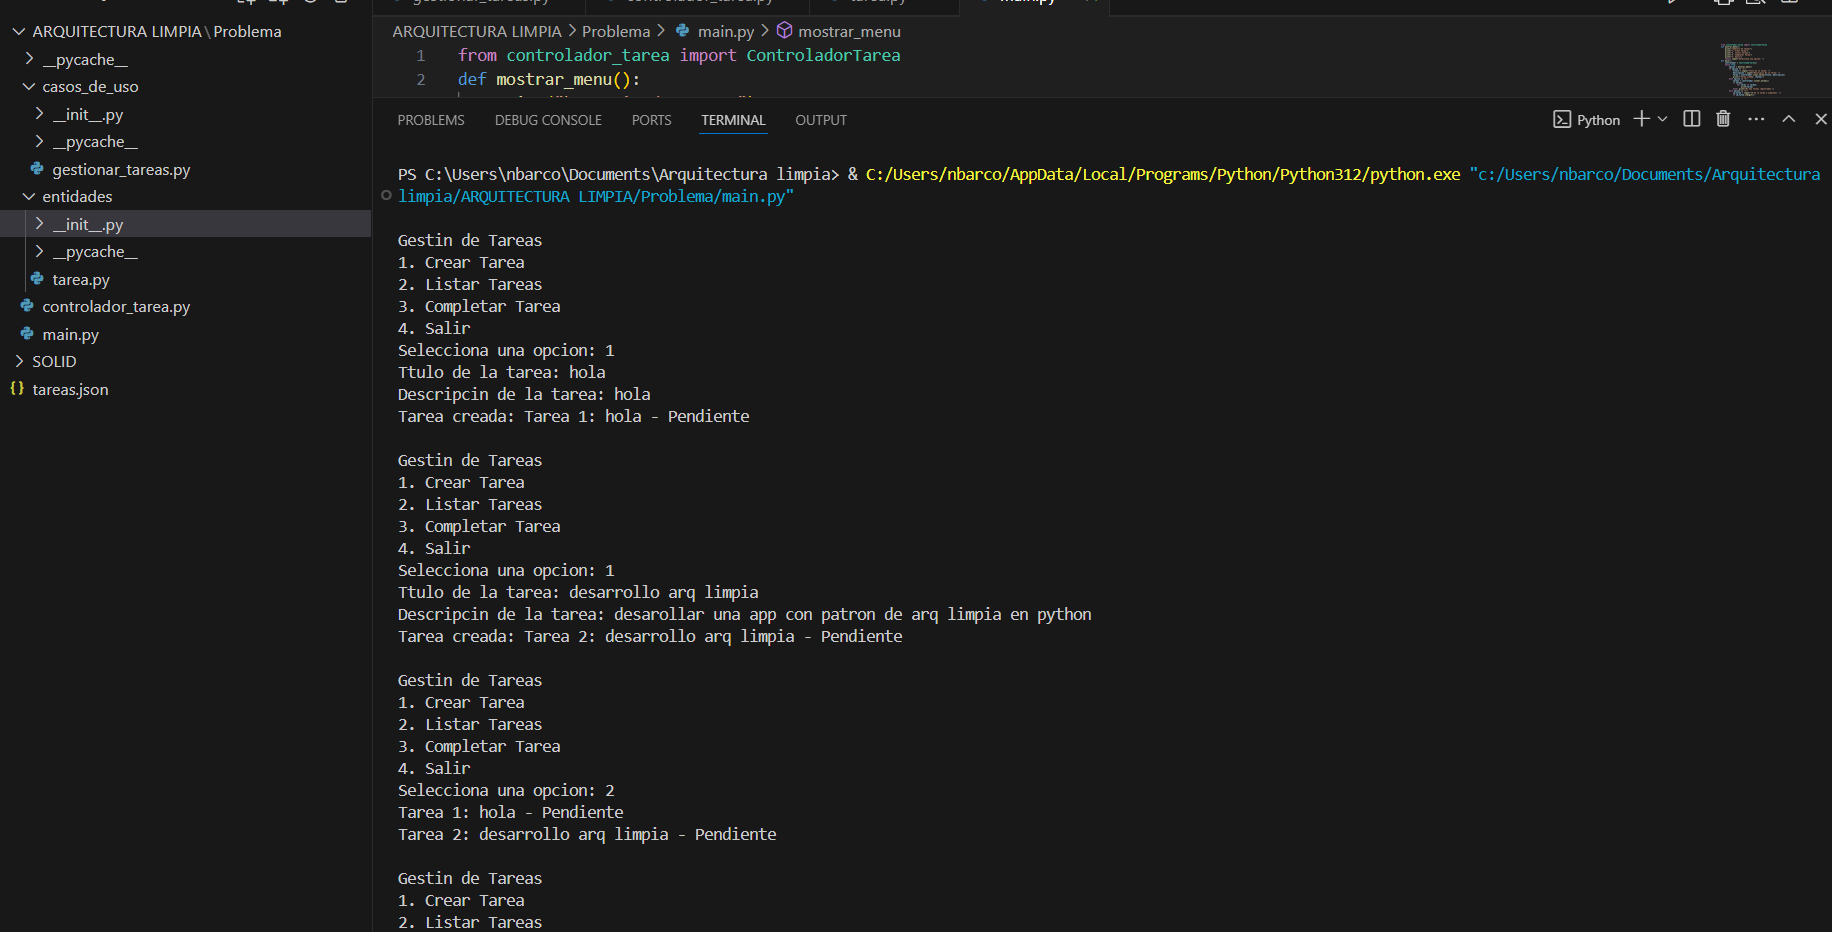 ARQUITECTURA LIMPIA\Problema
__pycache__
casos_de_uso
__init__.py
__pycache__
gestionar_tareas.py
entidades
__init__.py
__pycache__
tarea.py
controlador_tarea.py
main.py
SOLID
tareas.json
gestionar_tareas.py
controlador_tarea.py
tarea.py
main.py
ARQUITECTURA LIMPIA > Problema > main.py > mostrar_menu
1 from controlador_tarea import ControladorTarea
2 def mostrar_menu():
PROBLEMS DEBUG CONSOLE PORTS TERMINAL OUTPUT
Python
PS C:\Users\nbarco\Documents\Arquitectura limpia> & C:/Users/nbarco/AppData/Local/Programs/Python/Python312/python.exe "c:/Users/nbarco/Documents/Arquitectura
limpia/ARQUITECTURA LIMPIA/Problema/main.py"
Gestin de Tareas
1. Crear Tarea
2. Listar Tareas
3. Completar Tarea
4. Salir
Selecciona una opcion: 1
Ttulo de la tarea: hola
Descripcin de la tarea: hola
Tarea creada: Tarea 1: hola - Pendiente
Gestin de Tareas
1. Crear Tarea
2. Listar Tareas
3. Completar Tarea
4. Salir
Selecciona una opcion: 1
Ttulo de la tarea: desarrollo arq limpia
Descripcin de la tarea: desarollar una app con patron de arq limpia en python
Tarea creada: Tarea 2: desarrollo arq limpia - Pendiente
Gestin de Tareas
1. Crear Tarea
2. Listar Tareas
3. Completar Tarea
4. Salir
Selecciona una opcion: 2
Tarea 1: hola - Pendiente
Tarea 2: desarrollo arq limpia - Pendiente
Gestin de Tareas
1. Crear Tarea
2. Listar Tareas